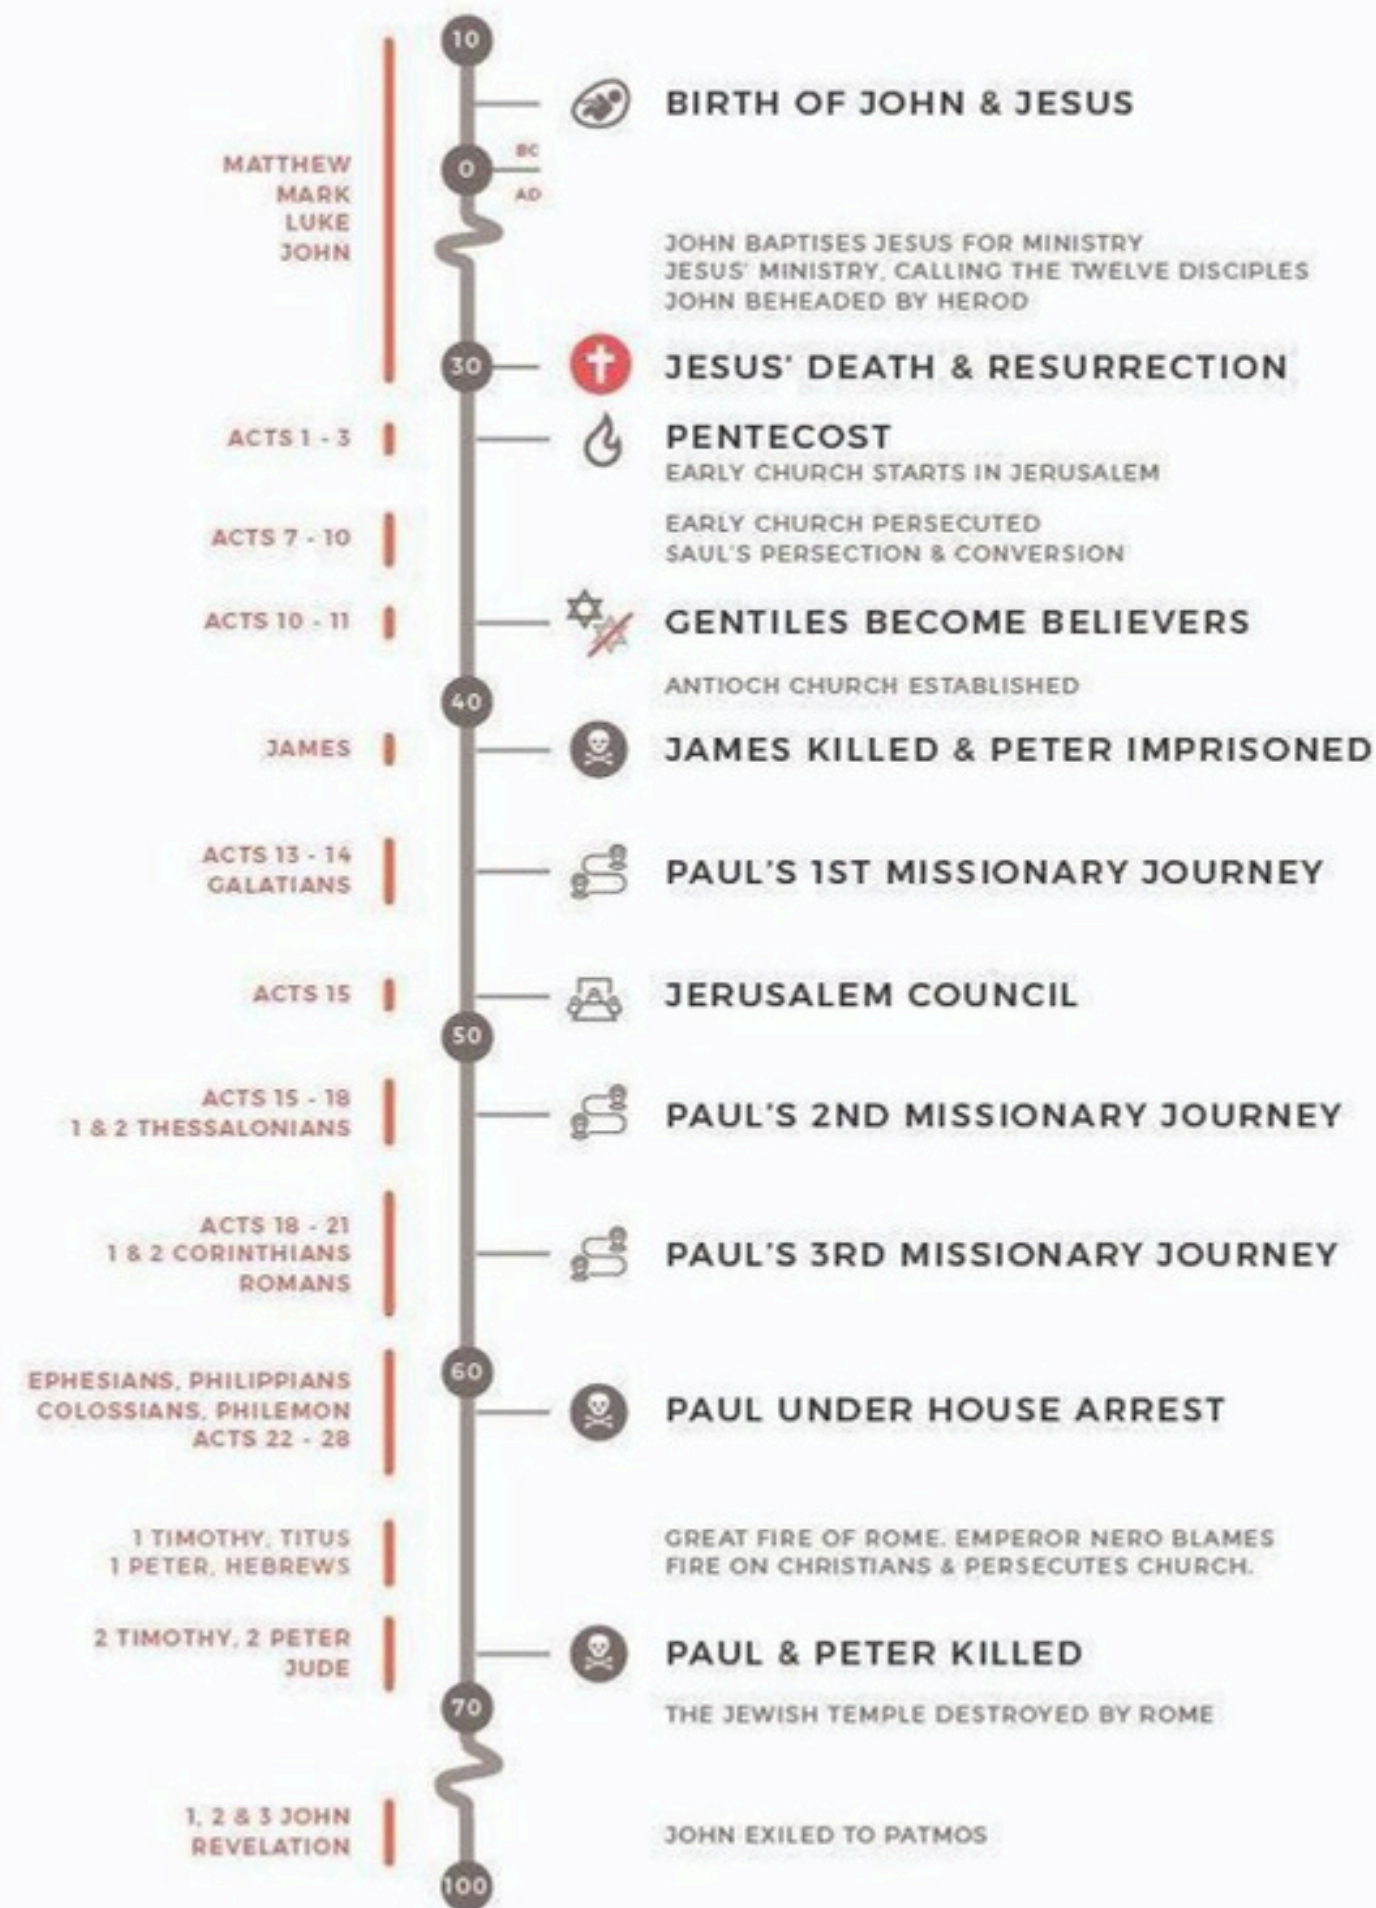 10
BIRTH OF JOHN & JESUS
BC
0
AD
MATTHEW
MARK
LUKE
JOHN
JOHN BAPTISES JESUS FOR MINISTRY
JESUS' MINISTRY, CALLING THE TWELVE DISCIPLES
JOHN BEHEADED BY HEROD
30
JESUS' DEATH & RESURRECTION
ACTS 1 - 3
PENTECOST
EARLY CHURCH STARTS IN JERUSALEM
ACTS 7 - 10
EARLY CHURCH PERSECUTED
SAUL'S PERSECTION & CONVERSION
ACTS 10 - 11
GENTILES BECOME BELIEVERS
ANTIOCH CHURCH ESTABLISHED
40
JAMES
JAMES KILLED & PETER IMPRISONED
ACTS 13 - 14
GALATIANS
PAUL'S 1ST MISSIONARY JOURNEY
ACTS 15
JERUSALEM COUNCIL
50
ACTS 15 - 18
1 & 2 THESSALONIANS
PAUL'S 2ND MISSIONARY JOURNEY
ACTS 18 - 21
1 & 2 CORINTHIANS
ROMANS
PAUL'S 3RD MISSIONARY JOURNEY
60
EPHESIANS, PHILIPPIANS
COLOSSIANS, PHILEMON
ACTS 22 - 28
PAUL UNDER HOUSE ARREST
1 TIMOTHY, TITUS
1 PETER, HEBREWS
GREAT FIRE OF ROME. EMPEROR NERO BLAMES
FIRE ON CHRISTIANS & PERSECUTES CHURCH.
2 TIMOTHY, 2 PETER
JUDE
PAUL & PETER KILLED
70
THE JEWISH TEMPLE DESTROYED BY ROME
1, 2 & 3 JOHN
REVELATION
JOHN EXILED TO PATMOS
100